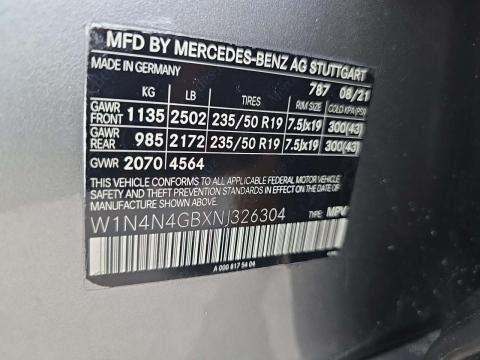 MFD BY MERCEDES-BENZ AG STUTTGART
MADE IN GERMANY 787 08/21
KG LB TIRES RIM SIZE COLD KPA (PSI)
GAWR FRONT 1135 2502 235/50 R19 7.5Jx19 300(43)
GAWR REAR 985 2172 235/50 R19 7.5Jx19 300(43)
GVWR 2070 4564
THIS VEHICLE CONFORMS TO ALL APPLICABLE FEDERAL MOTOR VEHICLE
SAFETY AND THEFT PREVENTION STANDARDS IN EFFECT ON THE DATE
OF MANUFACTURE SHOWN ABOVE.
W1N4N4GBXNJ326304 TYPE: MPV
A 000 817 54 04